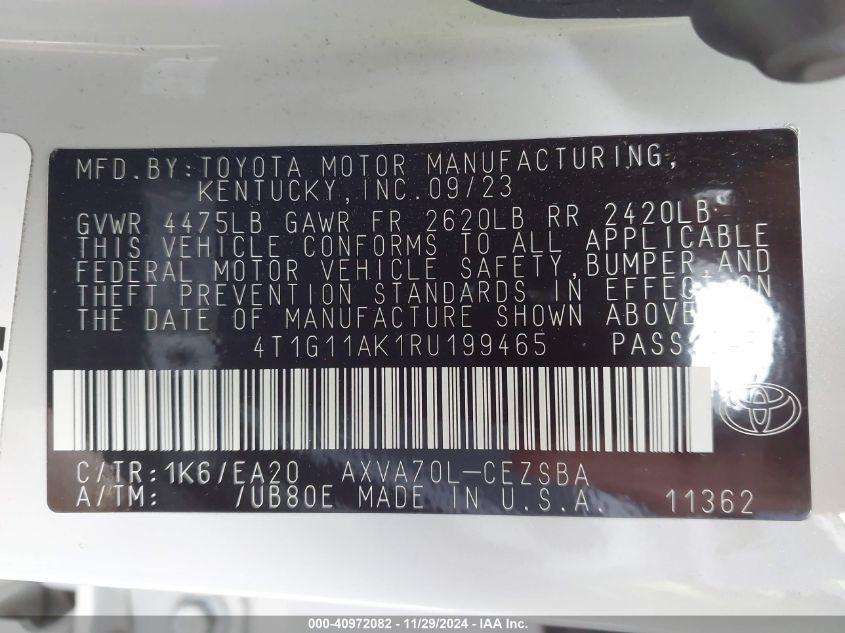 MFD.BY:TOYOTA MOTOR MANUFACTURING,
KENTUCKY,INC.09/23
GVWR 4475LB GAWR FR 2620LB RR 2420LB
THIS VEHICLE CONFORMS TO ALL APPLICABLE
FEDERAL MOTOR VEHICLE SAFETY,BUMPER,AND
THEFT PREVENTION STANDARDS IN EFFECT ON
THE DATE OF MANUFACTURE SHOWN ABOVE.
4T1G11AK1RU199465
C/TR:1K6/EA20 AXVA70L-CEZSBA
A/TM: /UB80E MADE IN U.S.A. 11362
000-40972082 - 11/29/2024 - IAA Inc.